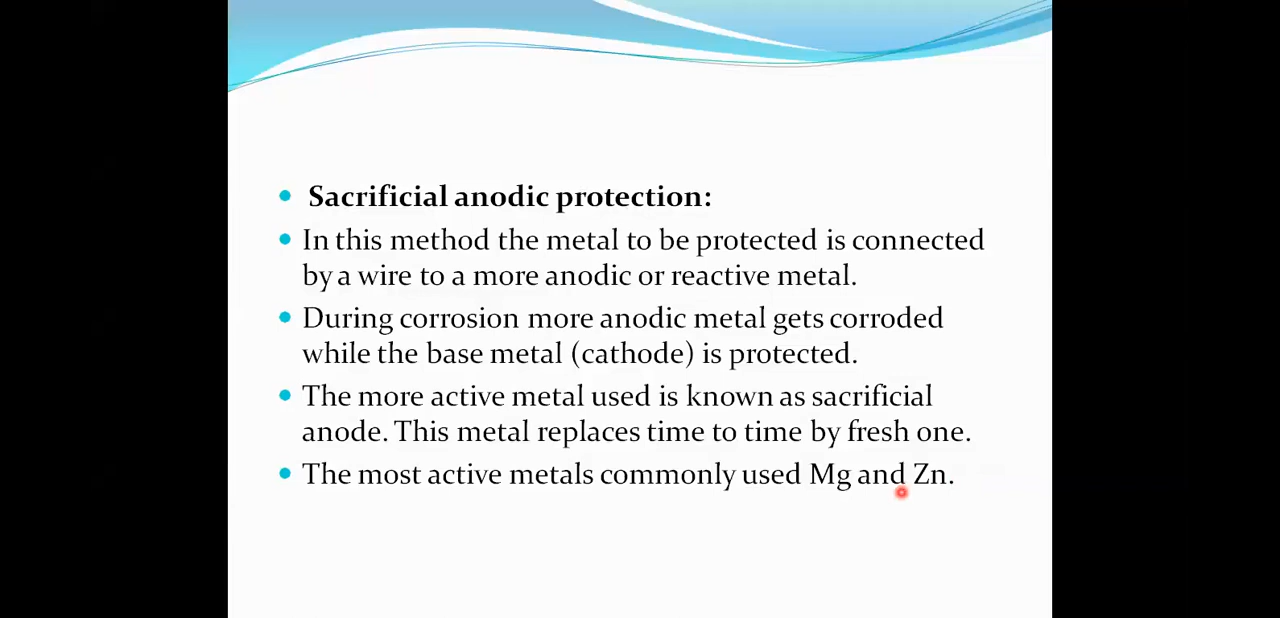 • Sacrificial anodic protection:
• In this method the metal to be protected is connected
by a wire to a more anodic or reactive metal.
• During corrosion more anodic metal gets corroded
while the base metal (cathode) is protected.
• The more active metal used is known as sacrificial
anode. This metal replaces time to time by fresh one.
• The most active metals commonly used Mg and Zn.